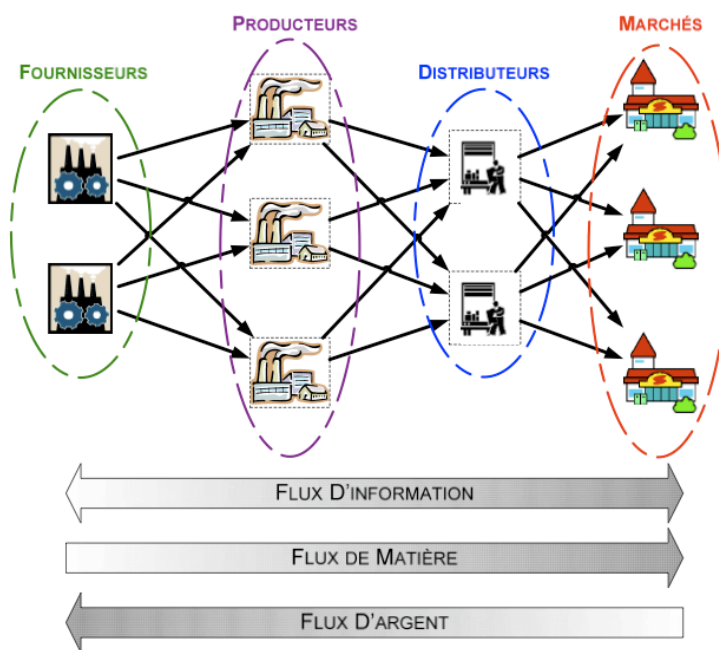 FOURNISSEURS
PRODUCTEURS
DISTRIBUTEURS
MARCHÉS
FLUX D'INFORMATION
FLUX DE MATIÈRE
FLUX D'ARGENT